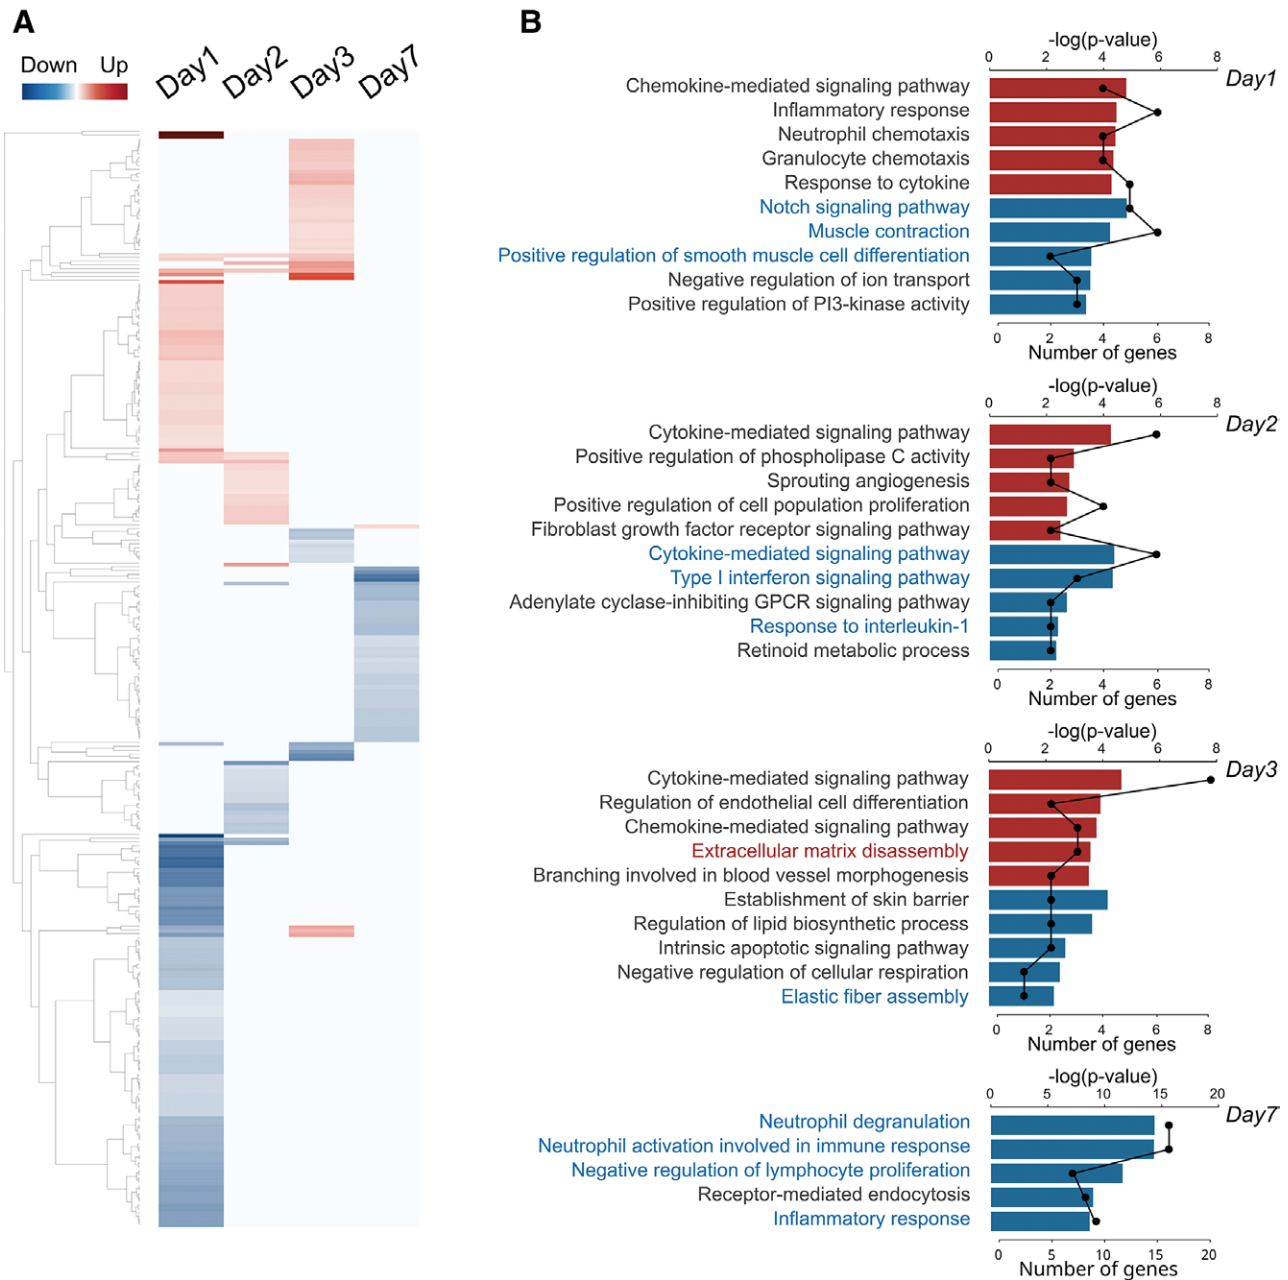 A
B
Down Up
Day1 Day2 Day3 Day7
-log(p-value)
0 2 4 6 8
Day1
Chemokine-mediated signaling pathway
Inflammatory response
Neutrophil chemotaxis
Granulocyte chemotaxis
Response to cytokine
Notch signaling pathway
Muscle contraction
Positive regulation of smooth muscle cell differentiation
Negative regulation of ion transport
Positive regulation of PI3-kinase activity
0 2 4 6 8
Number of genes
-log(p-value)
0 2 4 6 8
Day2
Cytokine-mediated signaling pathway
Positive regulation of phospholipase C activity
Sprouting angiogenesis
Positive regulation of cell population proliferation
Fibroblast growth factor receptor signaling pathway
Cytokine-mediated signaling pathway
Type I interferon signaling pathway
Adenylate cyclase-inhibiting GPCR signaling pathway
Response to interleukin-1
Retinoid metabolic process
0 2 4 6 8
Number of genes
-log(p-value)
0 2 4 6 8
Day3
Cytokine-mediated signaling pathway
Regulation of endothelial cell differentiation
Chemokine-mediated signaling pathway
Extracellular matrix disassembly
Branching involved in blood vessel morphogenesis
Establishment of skin barrier
Regulation of lipid biosynthetic process
Intrinsic apoptotic signaling pathway
Negative regulation of cellular respiration
Elastic fiber assembly
0 2 4 6 8
Number of genes
-log(p-value)
0 5 10 15 20
Day7
Neutrophil degranulation
Neutrophil activation involved in immune response
Negative regulation of lymphocyte proliferation
Receptor-mediated endocytosis
Inflammatory response
0 5 10 15 20
Number of genes